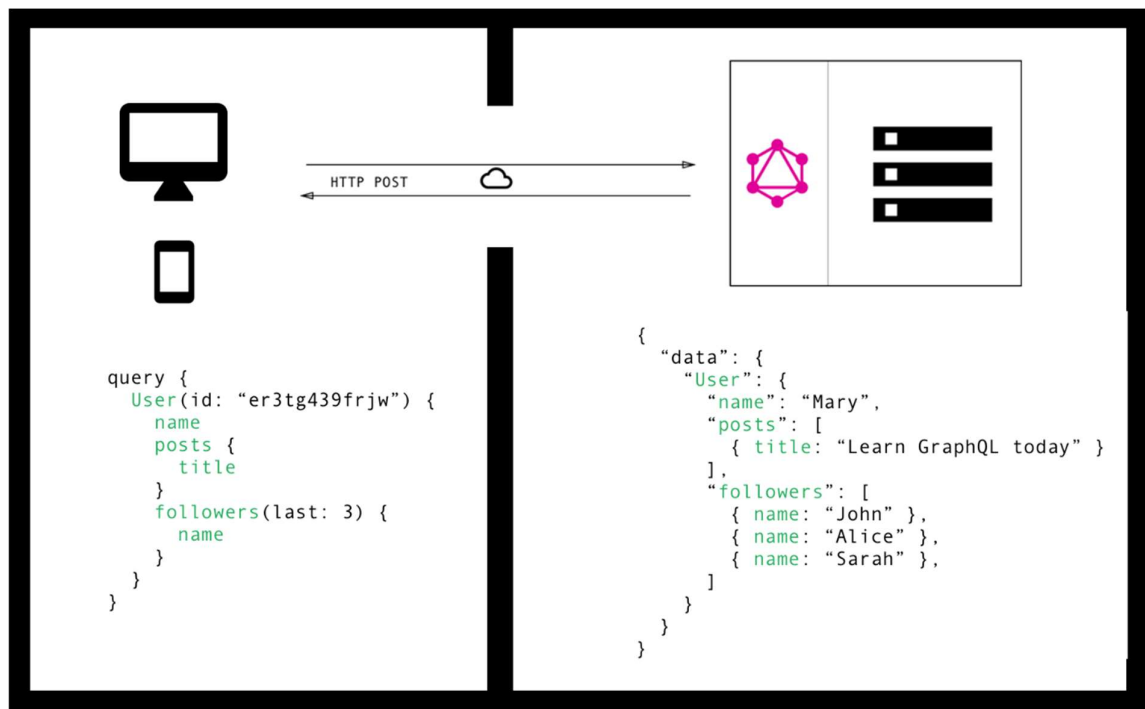 HTTP POST
query {
  User(id: “er3tg439frjw”) {
    name
    posts {
      title
    }
    followers(last: 3) {
      name
    }
  }
}
{
  “data”: {
    “User”: {
      “name”: “Mary”,
      “posts”: [
        { title: “Learn GraphQL today” }
      ],
      “followers”: [
        { name: “John” },
        { name: “Alice” },
        { name: “Sarah” },
      ]
    }
  }
}